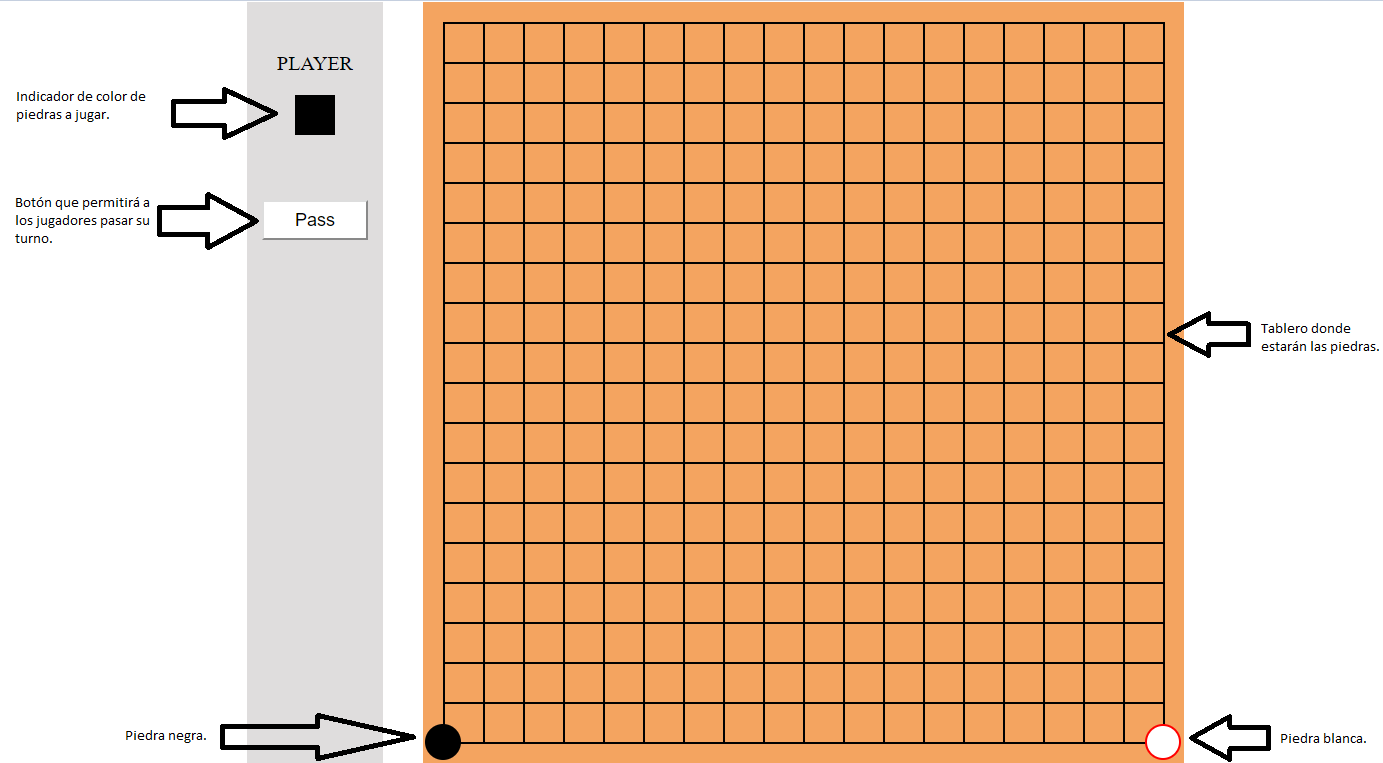 PLAYER
Indicador de color de
piedras a jugar.
Botón que permitirá a
los jugadores pasar su
turno.
Pass
Tablero donde
estarán las piedras.
Piedra negra.
Piedra blanca.